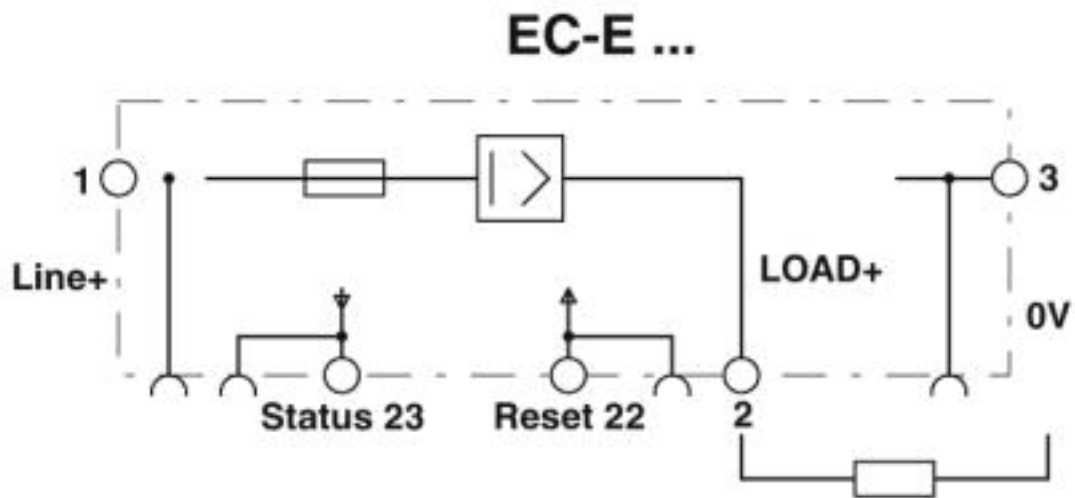 EC-E ...
1
3
Line+
LOAD+
0V
Status 23
Reset 22
2